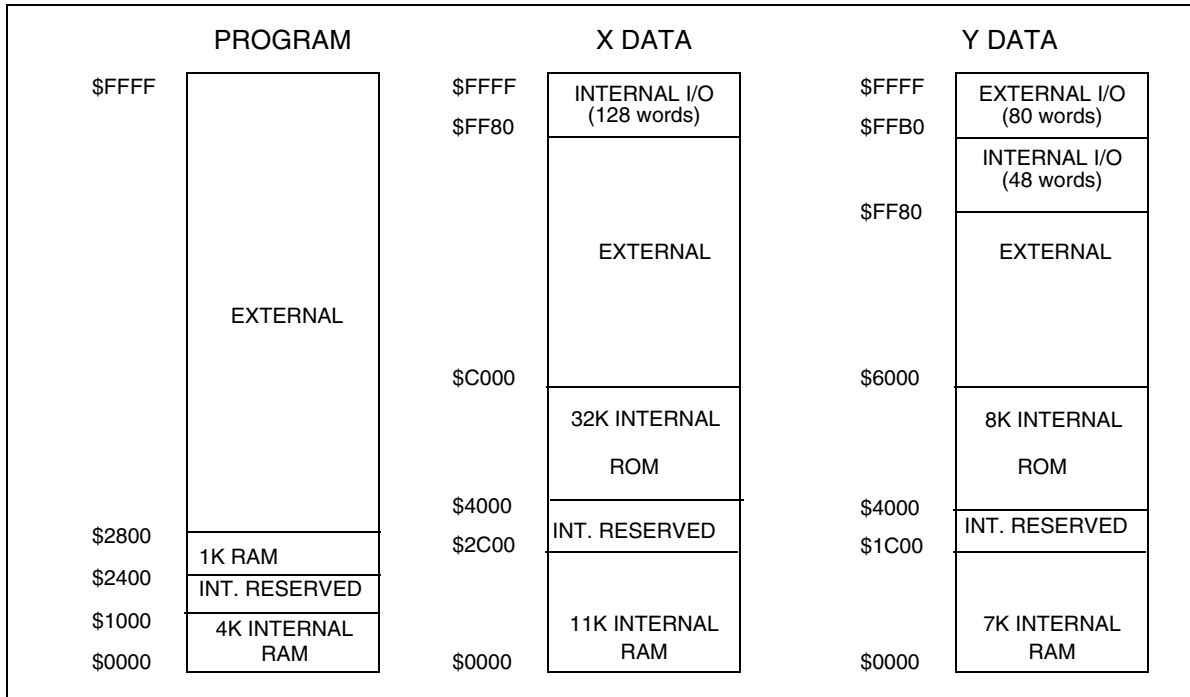 PROGRAM
$FFFF
EXTERNAL
$2800
1K RAM
$2400
INT. RESERVED
$1000
4K INTERNAL
RAM
$0000
X DATA
$FFFF
INTERNAL I/O
(128 words)
$FF80
EXTERNAL
$C000
32K INTERNAL
ROM
$4000
INT. RESERVED
$2C00
11K INTERNAL
RAM
$0000
Y DATA
$FFFF
EXTERNAL I/O
(80 words)
$FFB0
INTERNAL I/O
(48 words)
$FF80
EXTERNAL
$6000
8K INTERNAL
ROM
$4000
INT. RESERVED
$1C00
7K INTERNAL
RAM
$0000